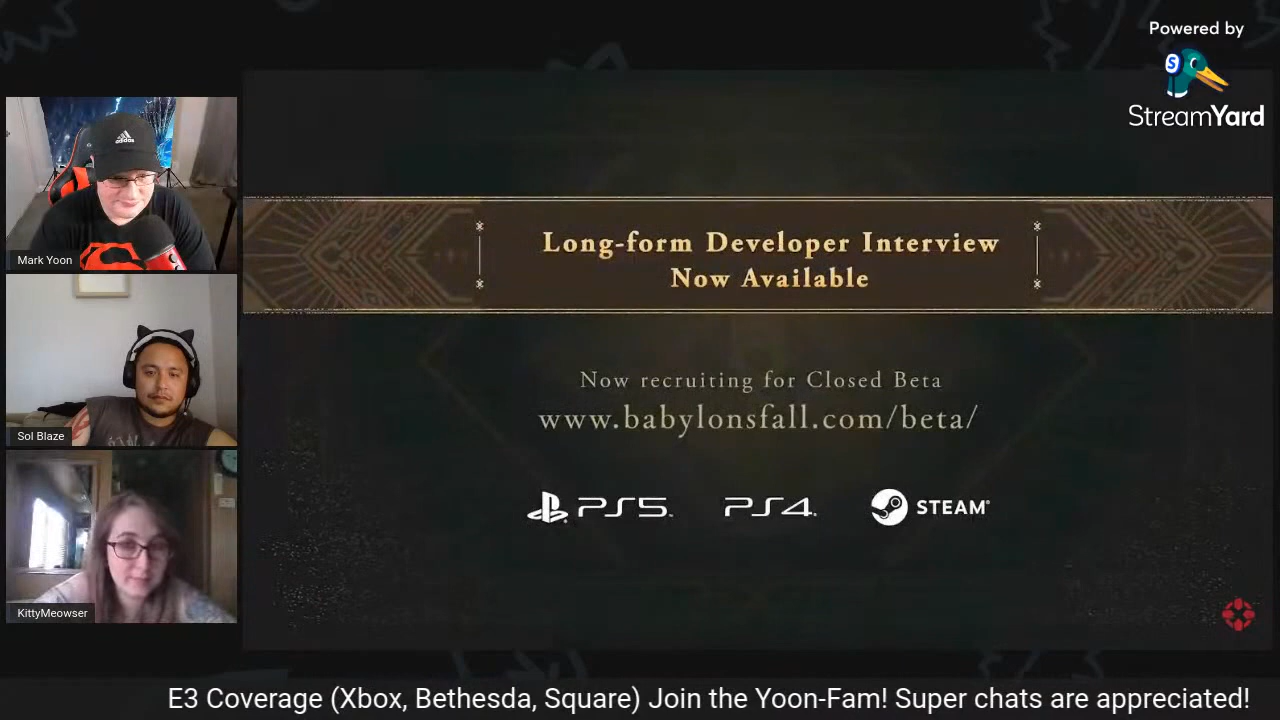 Powered by
StreamYard
adidas
Mark Yoon
Sol Blaze
KittyMeowser
Long-form Developer Interview
Now Available
Now recruiting for Closed Beta
www.babylonsfall.com/beta/
PS5
PS4
STEAM
E3 Coverage (Xbox, Bethesda, Square) Join the Yoon-Fam! Super chats are appreciated!